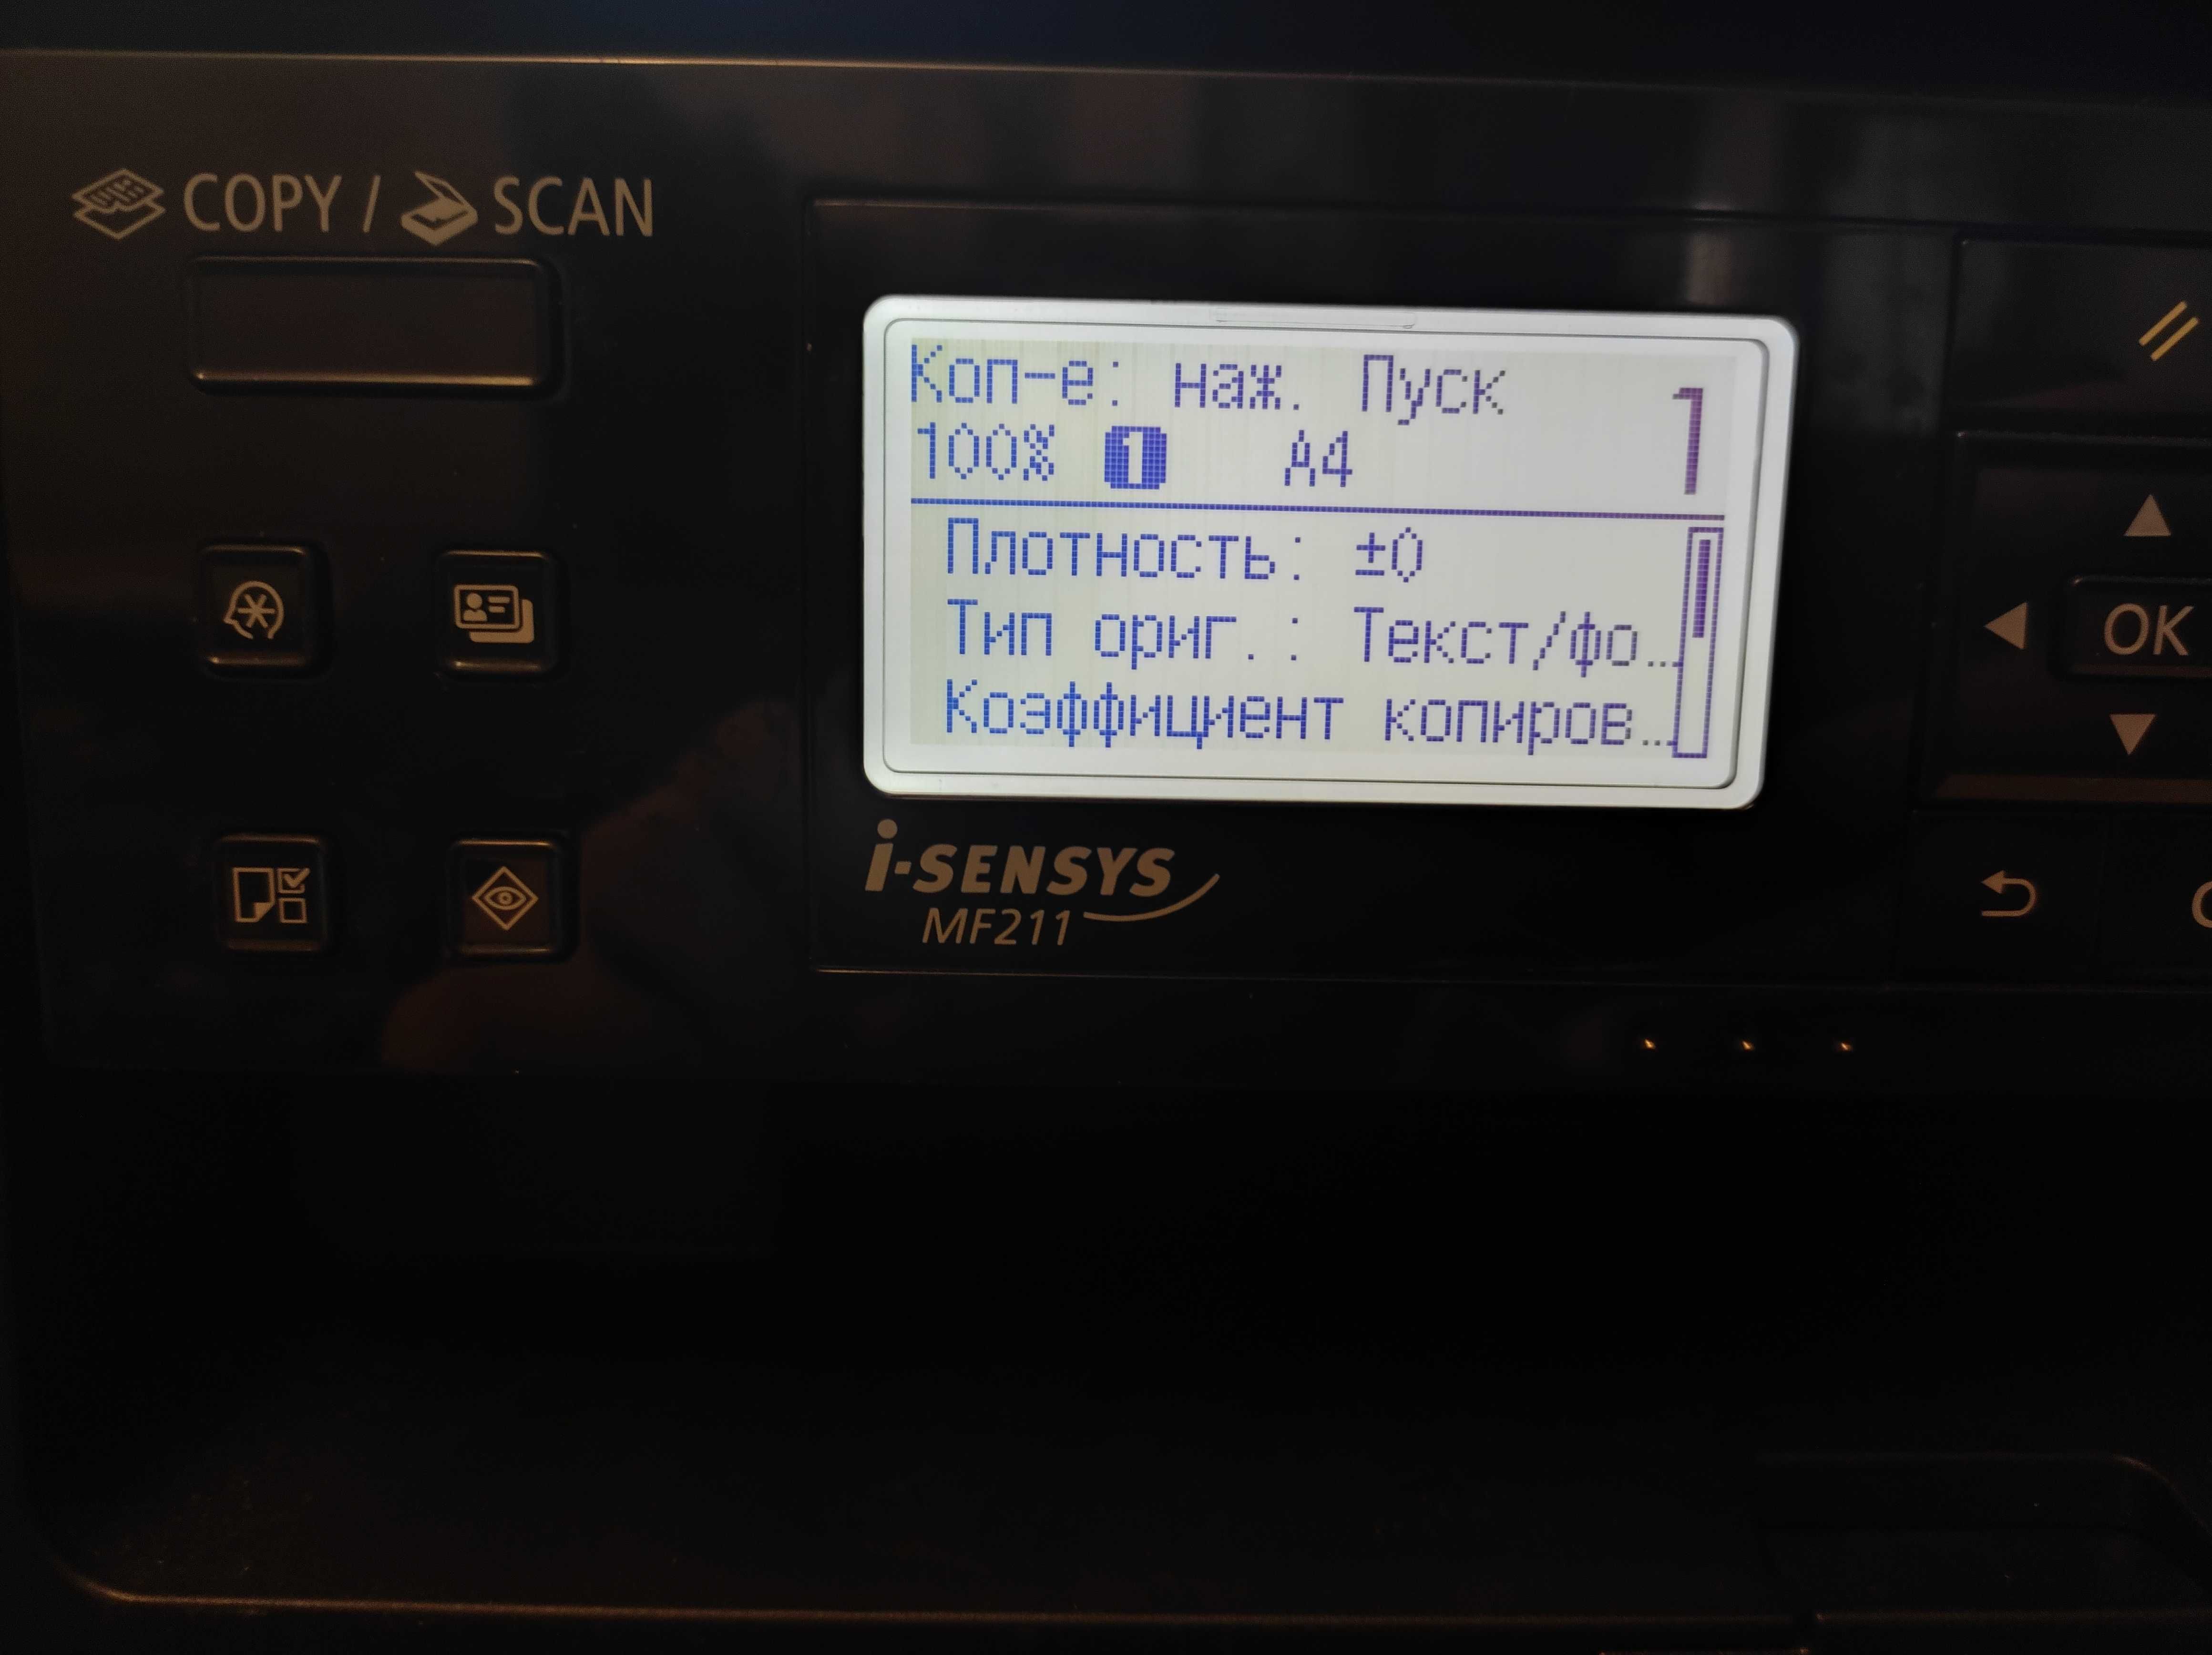 COPY / SCAN
Коп-е: наж. Пуск 1
100% 1 A4
Плотность: ±0
Тип ориг.: Текст/фо…
Коэффициент копиров…
OK
i-SENSYS
MF211